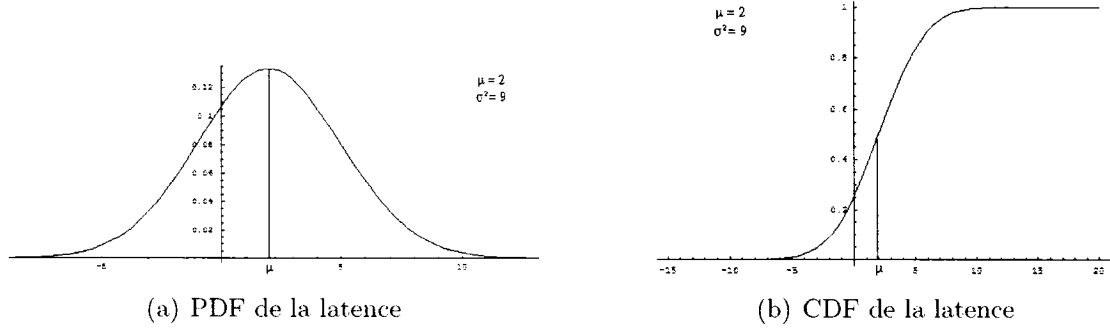 μ = 2
σ²= 9
0.12
0.1
0.08
0.06
0.04
0.02
-5
μ
5
10
(a) PDF de la latence
μ = 2
σ²= 9
1
0.8
0.6
0.4
0.2
-15
-10
-5
μ
5
10
15
20
(b) CDF de la latence